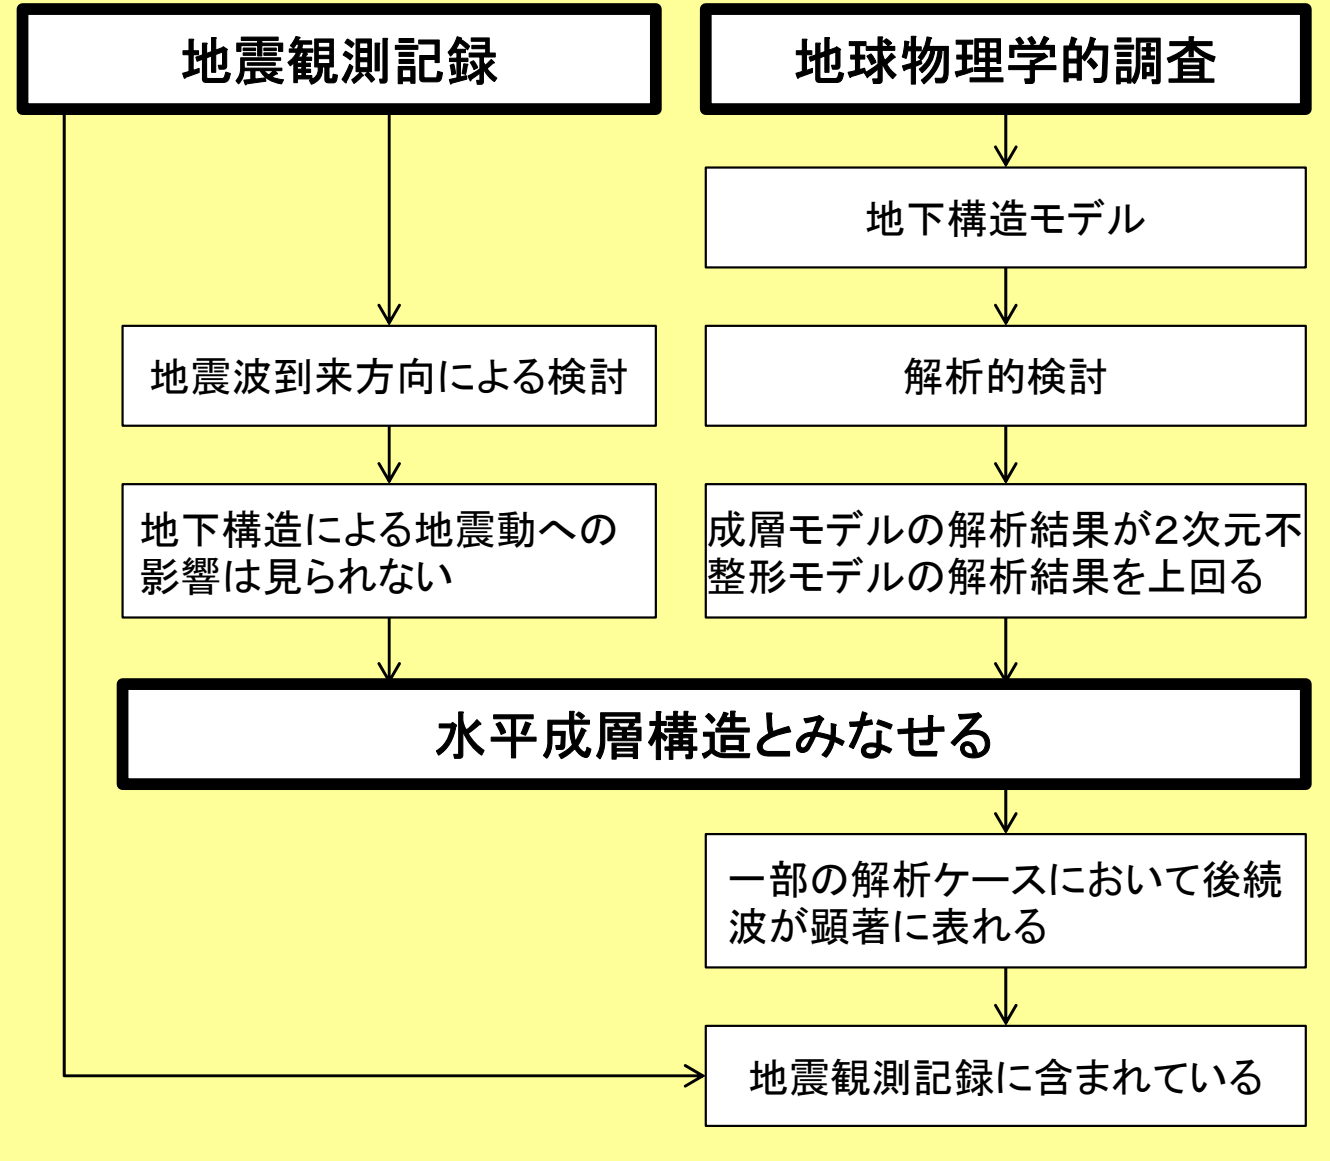 地震観測記録
地球物理学的調査
地下構造モデル
地震波到来方向による検討
解析的検討
地下構造による地震動への
影響は見られない
成層モデルの解析結果が２次元不
整形モデルの解析結果を上回る
水平成層構造とみなせる
一部の解析ケースにおいて後続
波が顕著に表れる
地震観測記録に含まれている